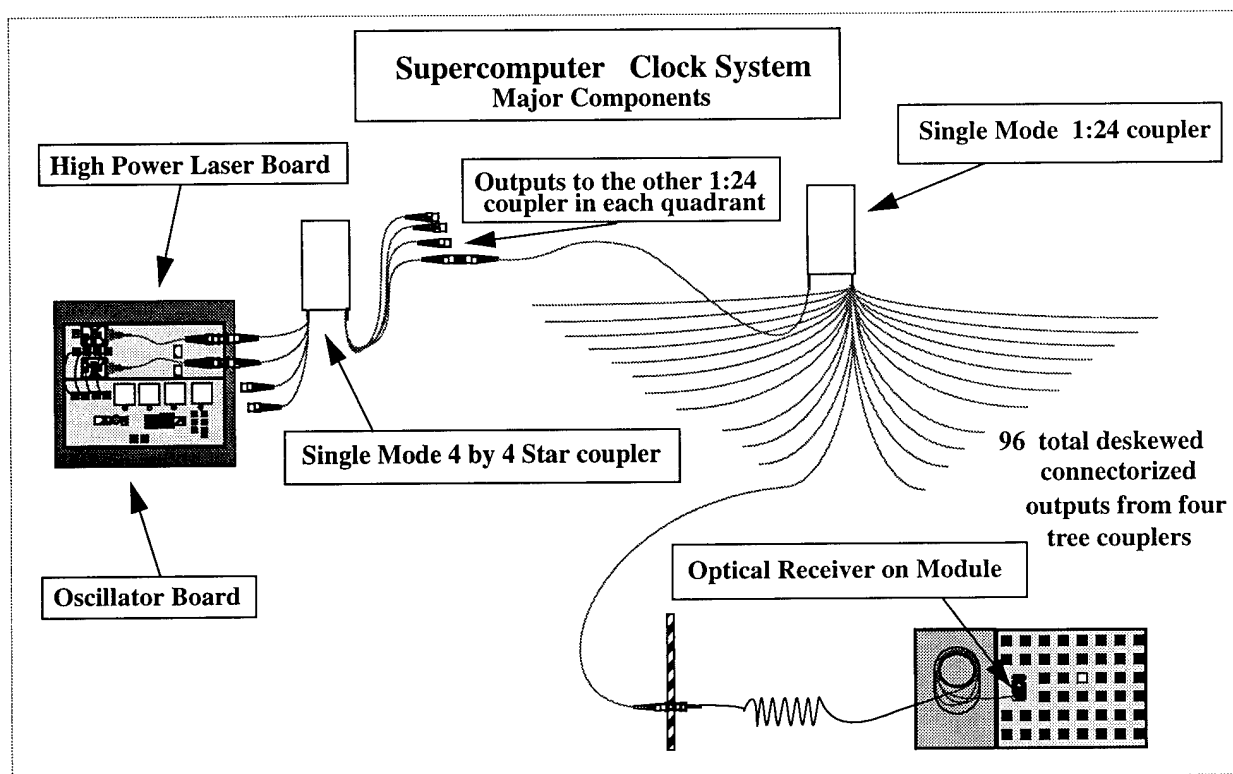 Supercomputer Clock System
Major Components
Single Mode 1:24 coupler
High Power Laser Board
Outputs to the other 1:24
coupler in each quadrant
Single Mode 4 by 4 Star coupler
96 total deskewed
connectorized
outputs from four
tree couplers
Optical Receiver on Module
Oscillator Board